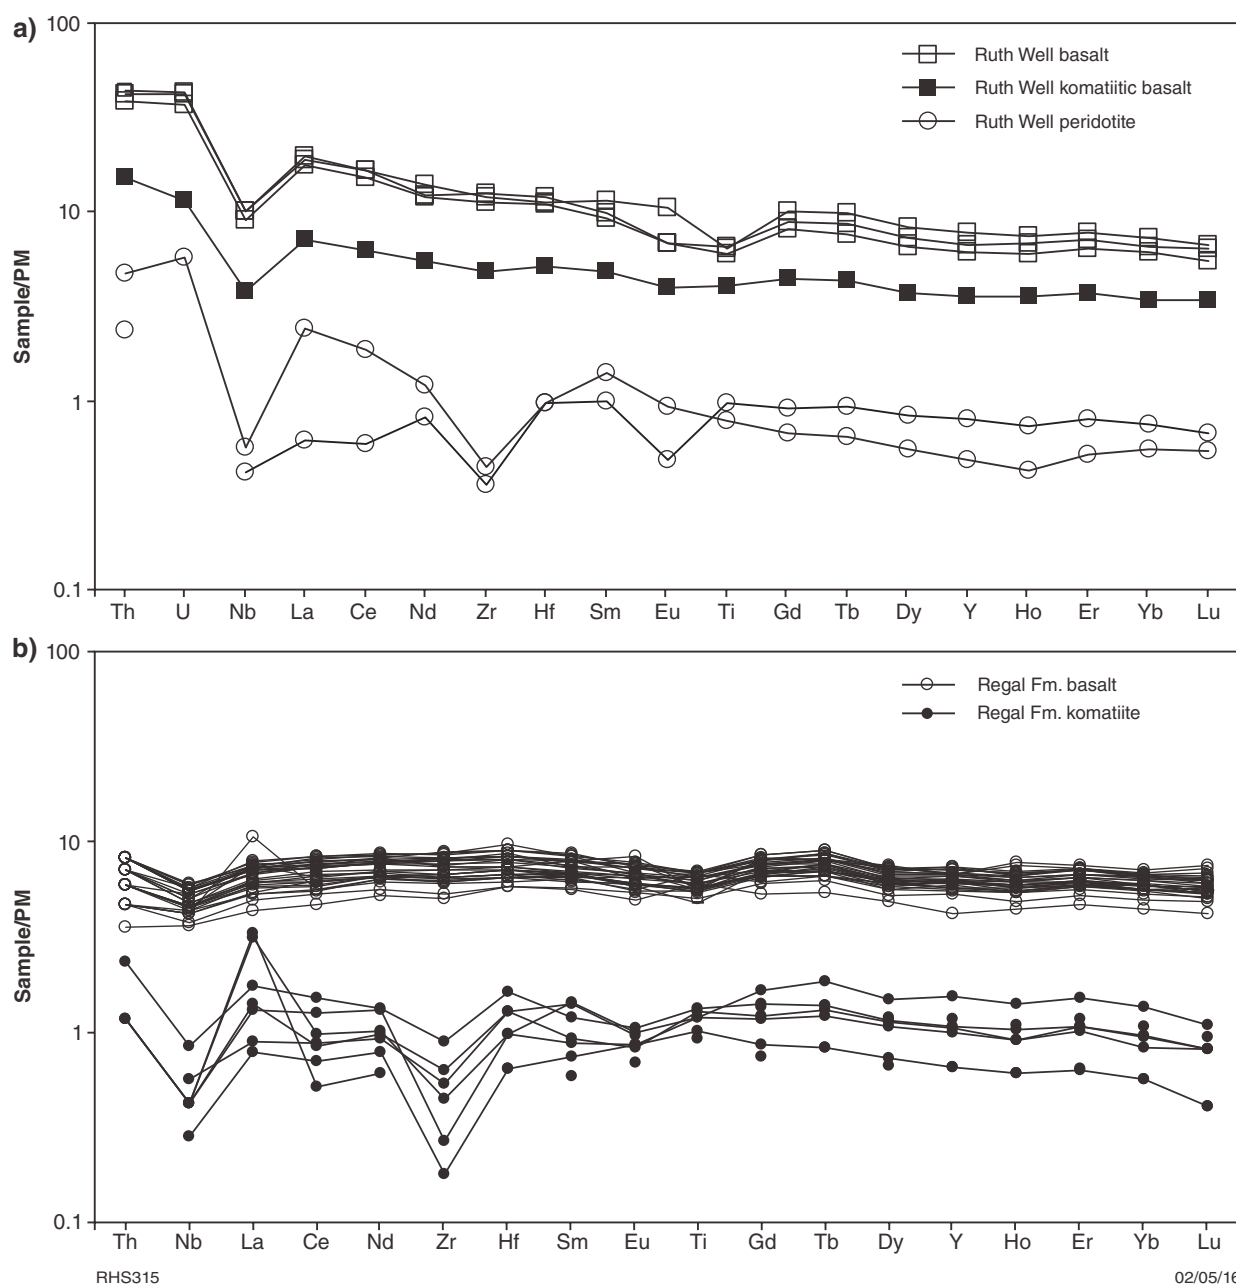 a)
100
10
1
0.1
Sample/PM
Ruth Well basalt
Ruth Well komatiitic basalt
Ruth Well peridotite
Th U Nb La Ce Nd Zr Hf Sm Eu Ti Gd Tb Dy Y Ho Er Yb Lu
b)
100
10
1
0.1
Sample/PM
Regal Fm. basalt
Regal Fm. komatiite
Th Nb La Ce Nd Zr Hf Sm Eu Ti Gd Tb Dy Y Ho Er Yb Lu
RHS315 02/05/16